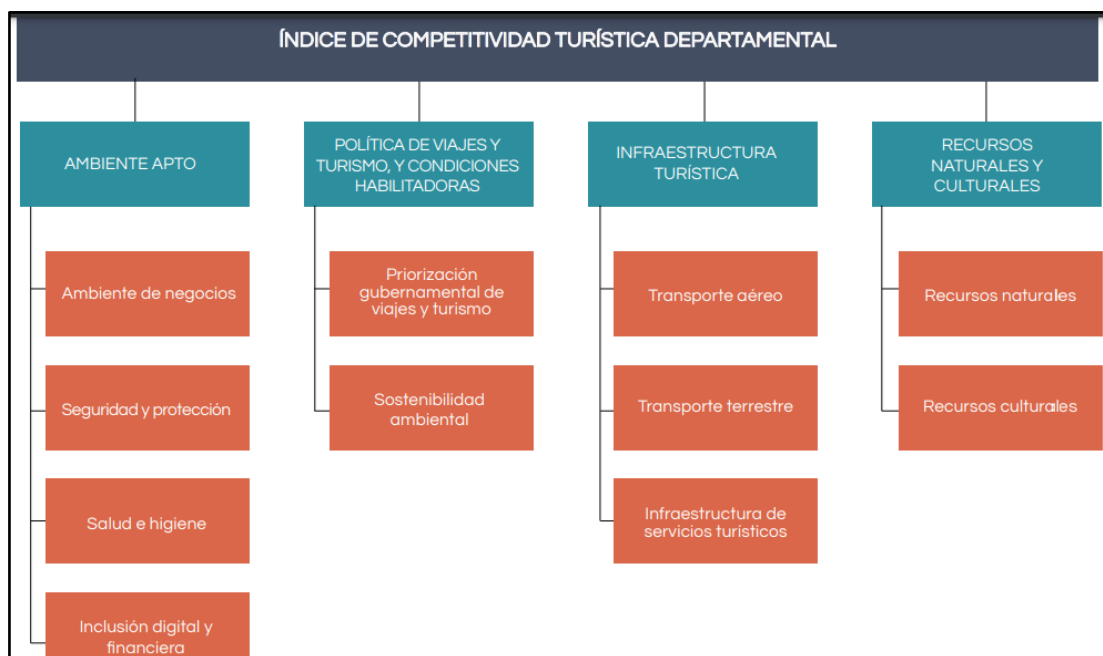 ÍNDICE DE COMPETITIVIDAD TURÍSTICA DEPARTAMENTAL
AMBIENTE APTO
Ambiente de negocios
Seguridad y protección
Salud e higiene
Inclusión digital y
financiera
POLÍTICA DE VIAJES Y
TURISMO, Y CONDICIONES
HABILITADORAS
Priorización
gubernamental de
viajes y turismo
Sostenibilidad
ambiental
INFRAESTRUCTURA
TURÍSTICA
Transporte aéreo
Transporte terrestre
Infraestructura de
servicios turísticos
RECURSOS
NATURALES Y
CULTURALES
Recursos naturales
Recursos culturales